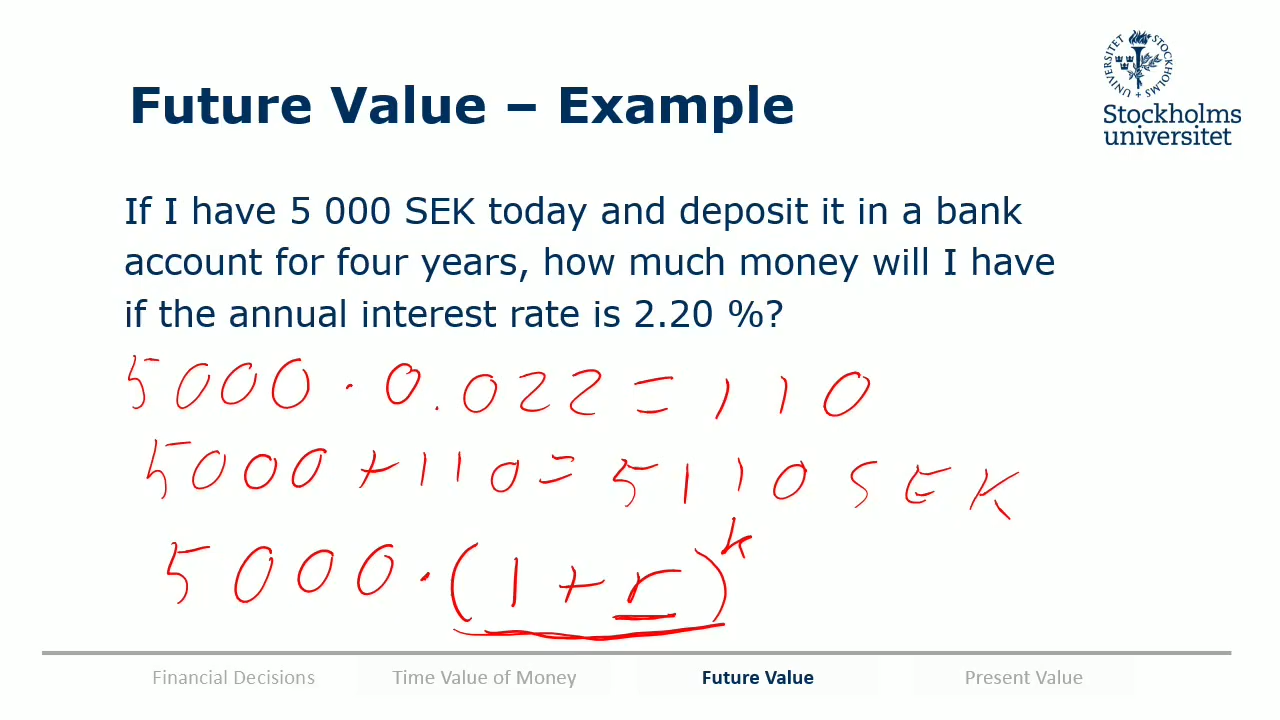 Future Value – Example
UNIVERSITET STOCKHOLMS
Stockholms
universitet
If I have 5 000 SEK today and deposit it in a bank
account for four years, how much money will I have
if the annual interest rate is 2.20 %?
5000 · 0.022 = 110
5000 + 110 = 5110 SEK
5000 · (1 + r)^k
Financial Decisions
Time Value of Money
Future Value
Present Value